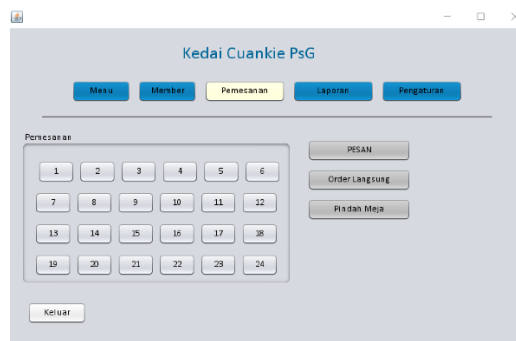 Kedai Cuankie PsG
Menu Member Pemesanan Laporan Pengaturan
Pemesanan
1 2 3 4 5 6
7 8 9 10 11 12
13 14 15 16 17 18
19 20 21 22 23 24
PESAN
Order Langsung
Pindah Meja
Keluar